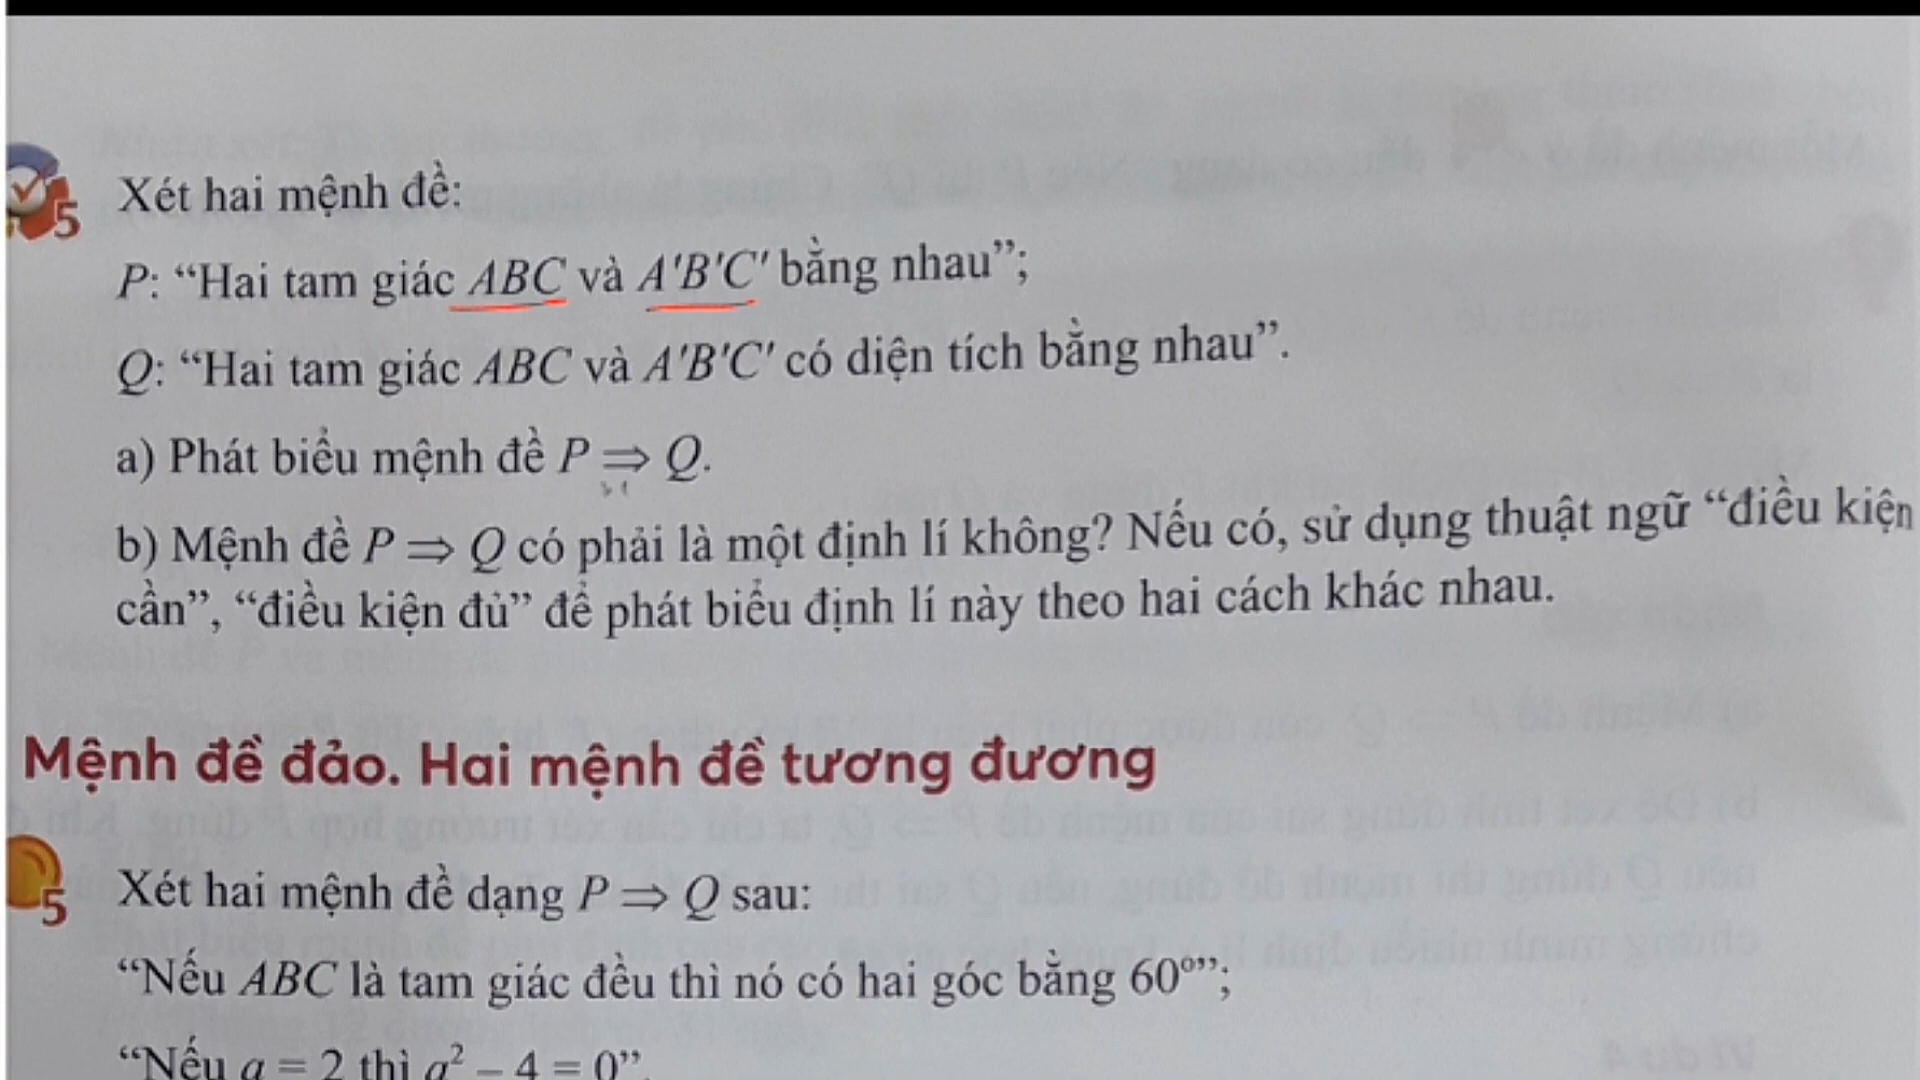 5 Xét hai mệnh đề:
P: “Hai tam giác ABC và A'B'C' bằng nhau”;
Q: “Hai tam giác ABC và A'B'C' có diện tích bằng nhau”.
a) Phát biểu mệnh đề P ⇒ Q.
b) Mệnh đề P ⇒ Q có phải là một định lí không? Nếu có, sử dụng thuật ngữ “điều kiện
cần”, “điều kiện đủ” để phát biểu định lí này theo hai cách khác nhau.
Mệnh đề đảo. Hai mệnh đề tương đương
5 Xét hai mệnh đề dạng P ⇒ Q sau:
“Nếu ABC là tam giác đều thì nó có hai góc bằng 60°”;
“Nếu a = 2 thì a² – 4 = 0”.